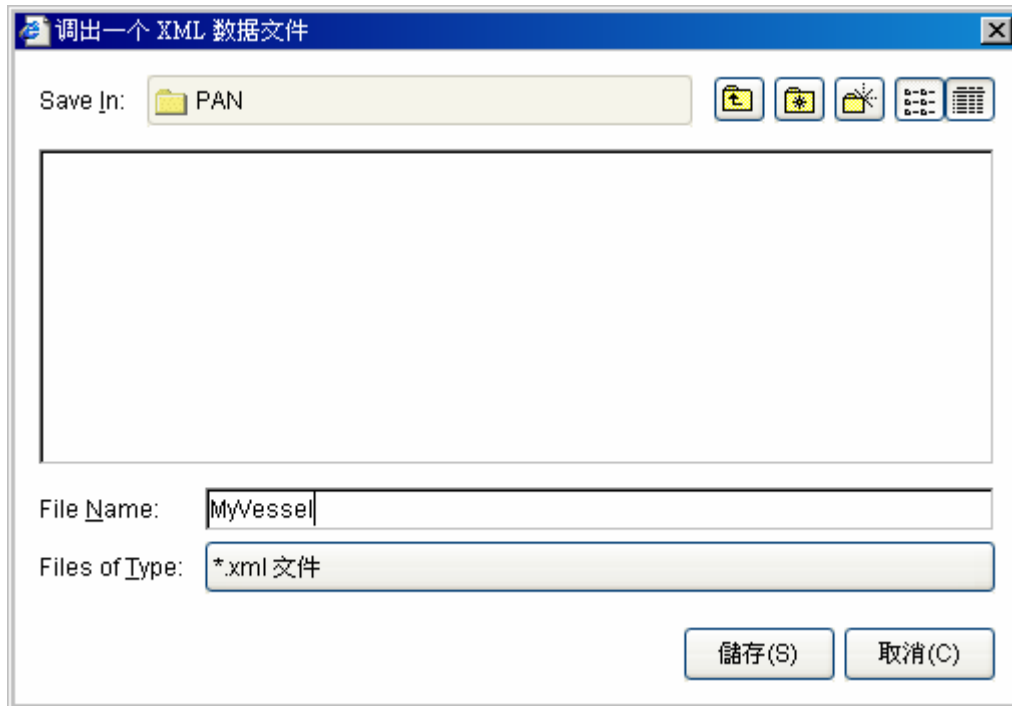 调出一个 XML 数据文件
Save In: PAN
File Name: MyVessel
Files of Type: *.xml 文件
儲存(S) 取消(C)